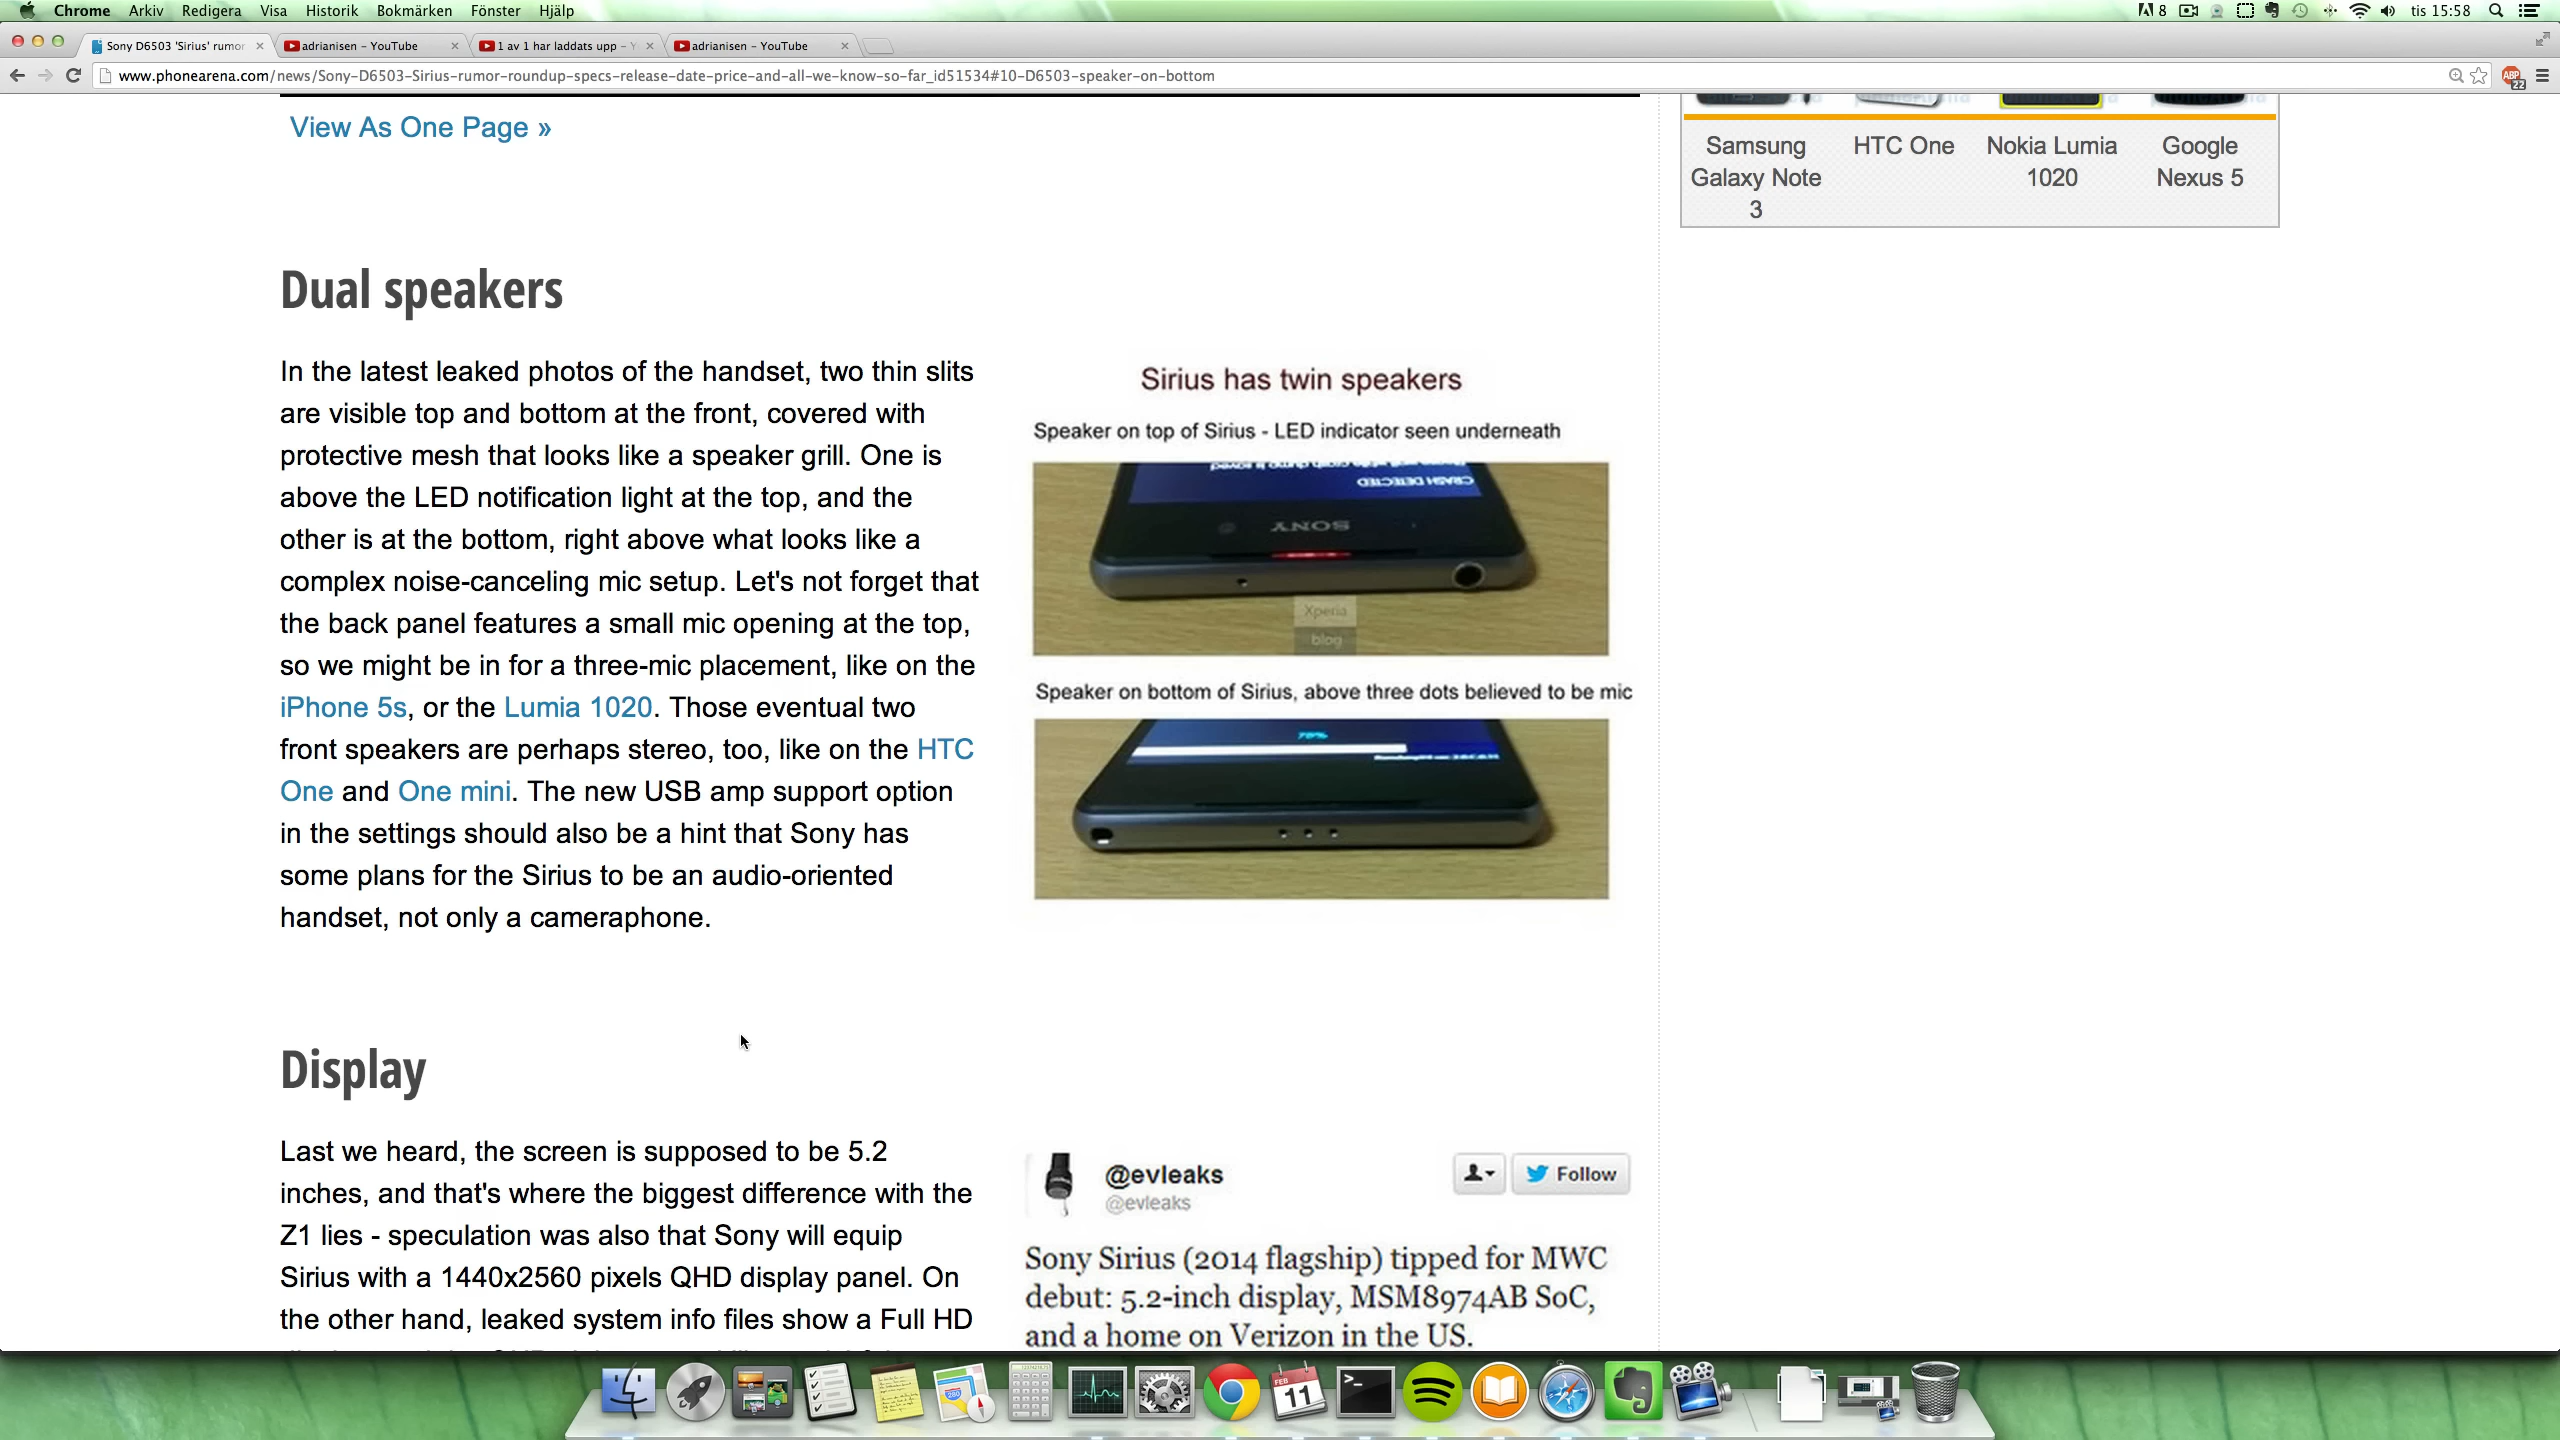 Chrome Arkiv Redigera Visa Historik Bokmärken Fönster Hjälp
8 tis 15:58
Sony D6503 'Sirius' rumor
adrianisen – YouTube
1 av 1 har laddats upp – Y
adrianisen – YouTube
www.phonearena.com/news/Sony-D6503-Sirius-rumor-roundup-specs-release-date-price-and-all-we-know-so-far_id51534#10-D6503-speaker-on-bottom
ABP
22
View As One Page »
Samsung Galaxy Note 3
HTC One
Nokia Lumia 1020
Google Nexus 5
Dual speakers
In the latest leaked photos of the handset, two thin slits
are visible top and bottom at the front, covered with
protective mesh that looks like a speaker grill. One is
above the LED notification light at the top, and the
other is at the bottom, right above what looks like a
complex noise-canceling mic setup. Let's not forget that
the back panel features a small mic opening at the top,
so we might be in for a three-mic placement, like on the
iPhone 5s, or the Lumia 1020. Those eventual two
front speakers are perhaps stereo, too, like on the HTC
One and One mini. The new USB amp support option
in the settings should also be a hint that Sony has
some plans for the Sirius to be an audio-oriented
handset, not only a cameraphone.
Sirius has twin speakers
Speaker on top of Sirius - LED indicator seen underneath
CRASH DETECTED
SONY
Xperia
blog
Speaker on bottom of Sirius, above three dots believed to be mic
Display
Last we heard, the screen is supposed to be 5.2
inches, and that's where the biggest difference with the
Z1 lies - speculation was also that Sony will equip
Sirius with a 1440x2560 pixels QHD display panel. On
the other hand, leaked system info files show a Full HD
@evleaks
@evleaks
Follow
Sony Sirius (2014 flagship) tipped for MWC
debut: 5.2-inch display, MSM8974AB SoC,
and a home on Verizon in the US.
280
FEB
11